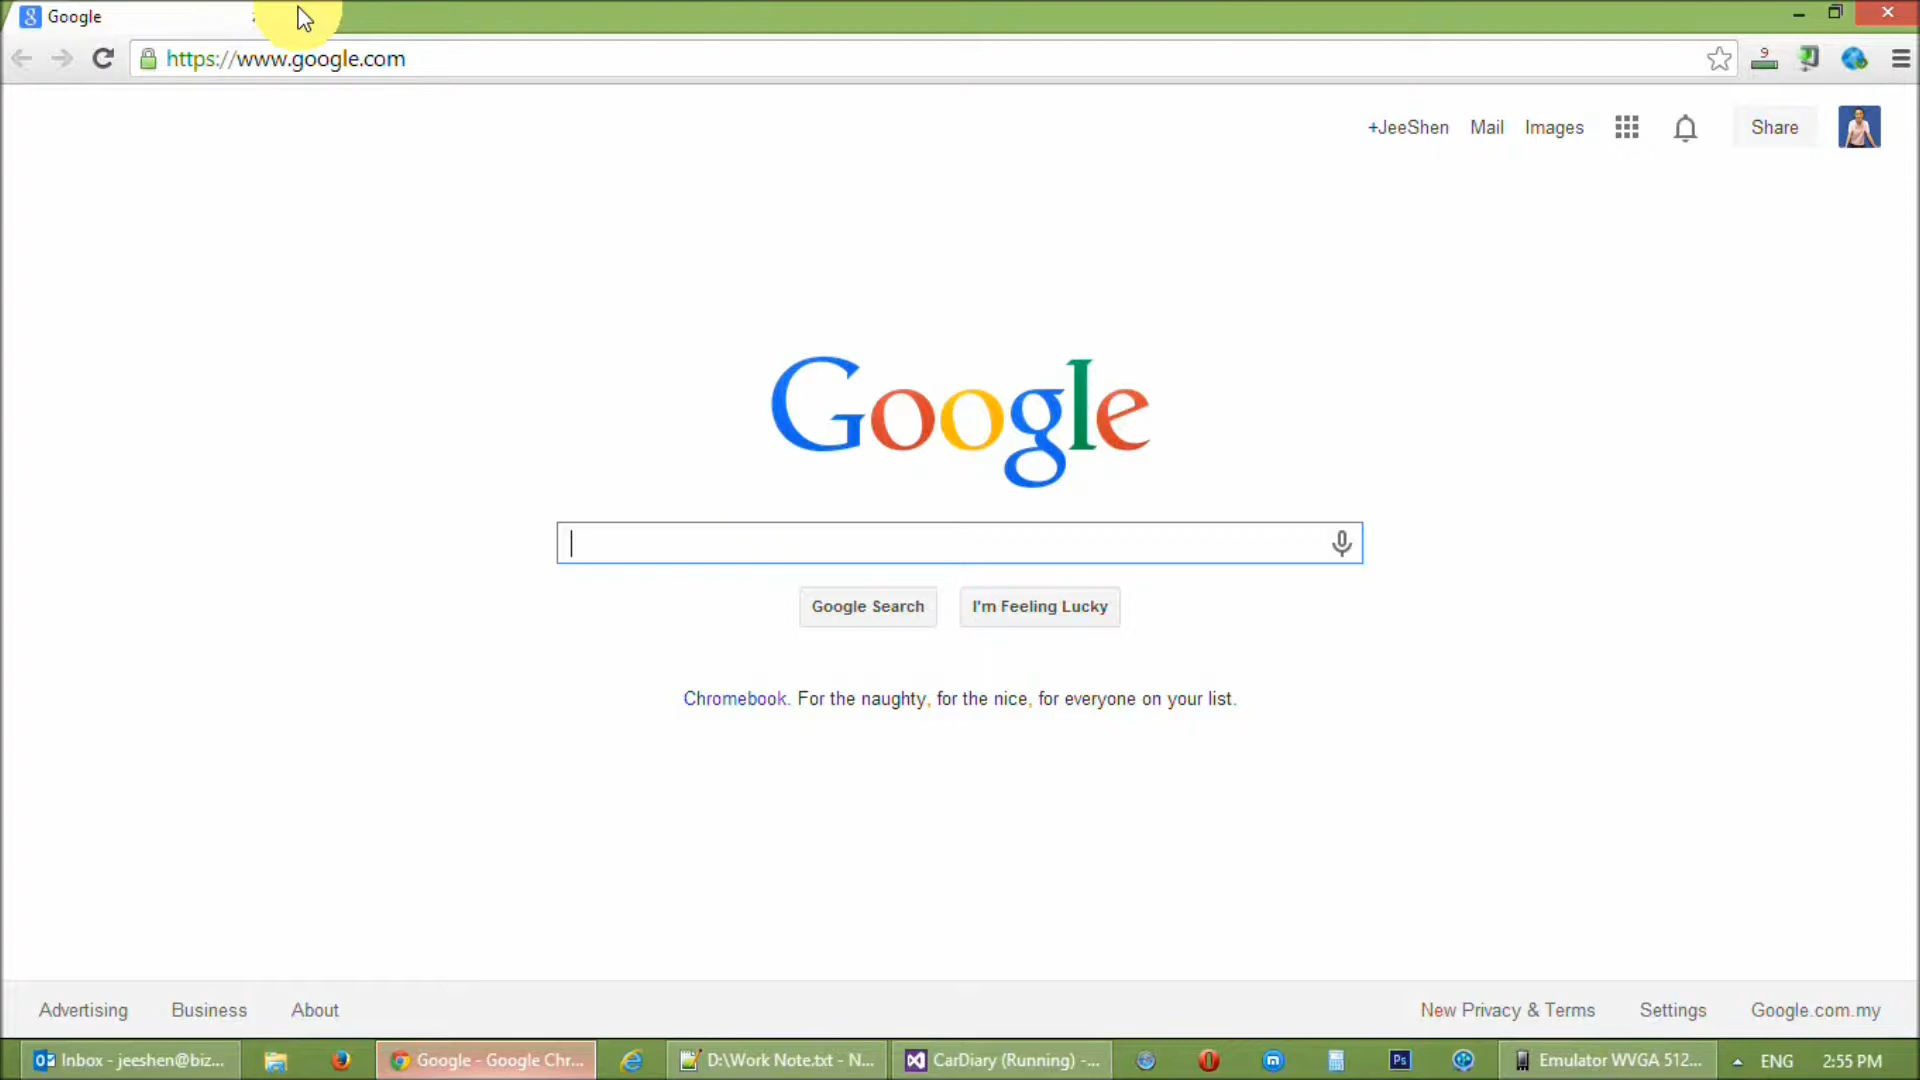 Google
https://www.google.com
9
+JeeShen Mail Images Share
Google
Google Search I'm Feeling Lucky
Chromebook. For the naughty, for the nice, for everyone on your list.
Advertising Business About New Privacy & Terms Settings Google.com.my
Inbox - jeeshen@biz... Google - Google Chr... D:\Work Note.txt - N... CarDiary (Running) -... Ps Emulator WVGA 512... ENG 2:55 PM